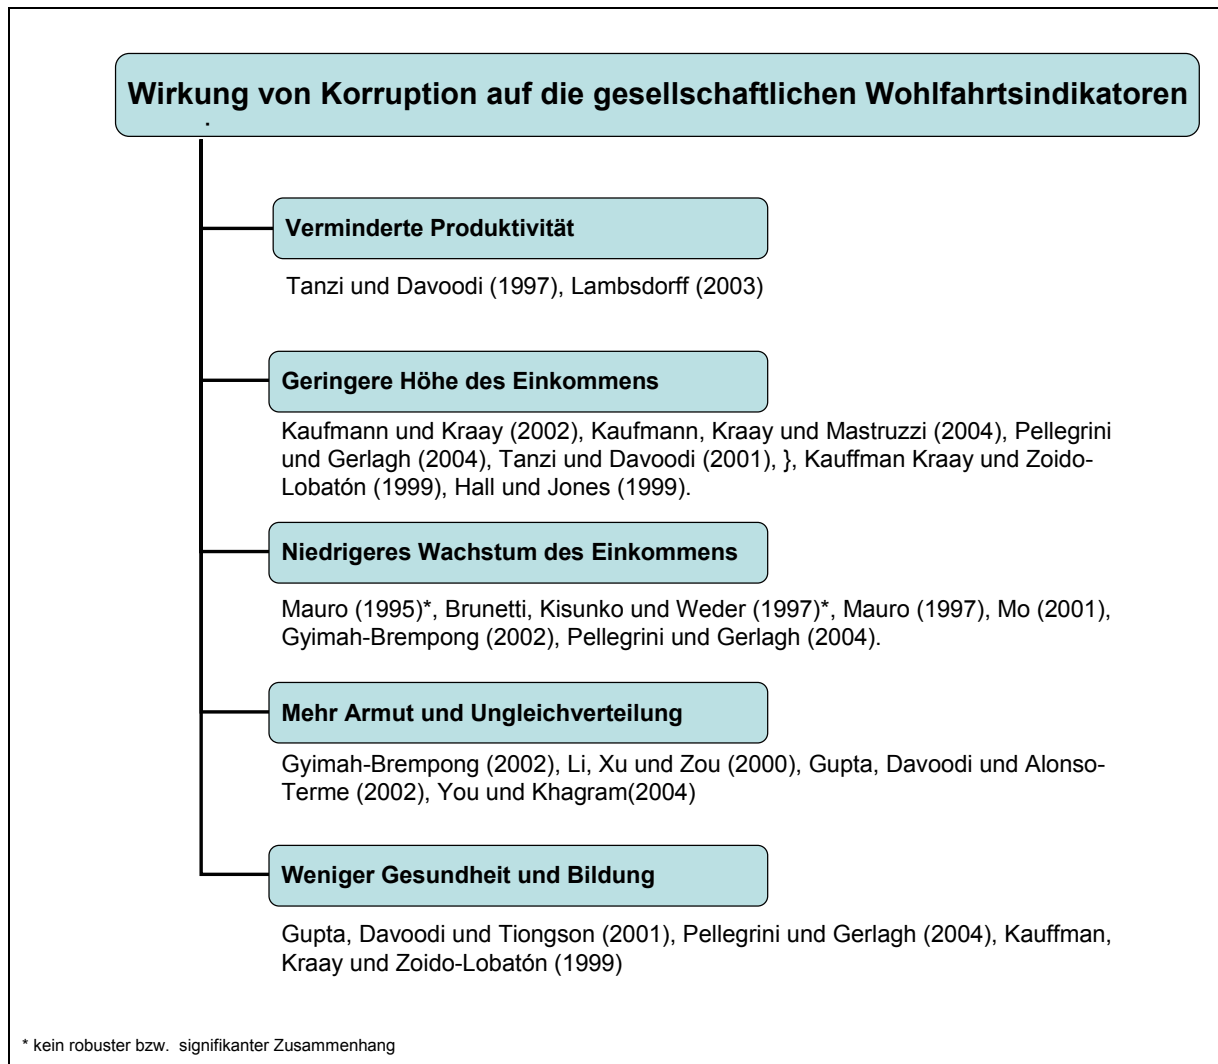 Wirkung von Korruption auf die gesellschaftlichen Wohlfahrtsindikatoren
.
Verminderte Produktivität
Tanzi und Davoodi (1997), Lambsdorff (2003)
Geringere Höhe des Einkommens
Kaufmann und Kraay (2002), Kaufmann, Kraay und Mastruzzi (2004), Pellegrini
und Gerlagh (2004), Tanzi und Davoodi (2001), }, Kauffman Kraay und Zoido-
Lobatón (1999), Hall und Jones (1999).
Niedrigeres Wachstum des Einkommens
Mauro (1995)*, Brunetti, Kisunko und Weder (1997)*, Mauro (1997), Mo (2001),
Gyimah-Brempong (2002), Pellegrini und Gerlagh (2004).
Mehr Armut und Ungleichverteilung
Gyimah-Brempong (2002), Li, Xu und Zou (2000), Gupta, Davoodi und Alonso-
Terme (2002), You und Khagram(2004)
Weniger Gesundheit und Bildung
Gupta, Davoodi und Tiongson (2001), Pellegrini und Gerlagh (2004), Kauffman,
Kraay und Zoido-Lobatón (1999)
* kein robuster bzw. signifikanter Zusammenhang